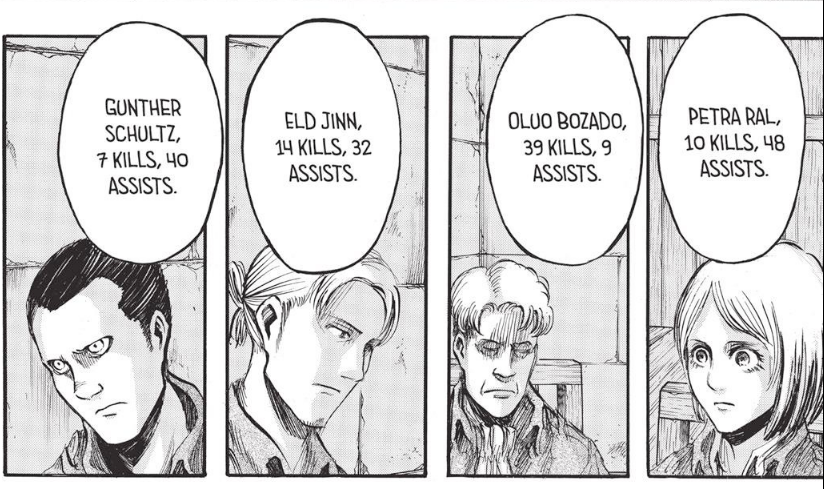 GUNTHER
SCHULTZ,
7 KILLS, 40
ASSISTS.
ELD JINN,
14 KILLS, 32
ASSISTS.
OLUO BOZADO,
39 KILLS, 9
ASSISTS.
PETRA RAL,
10 KILLS, 48
ASSISTS.